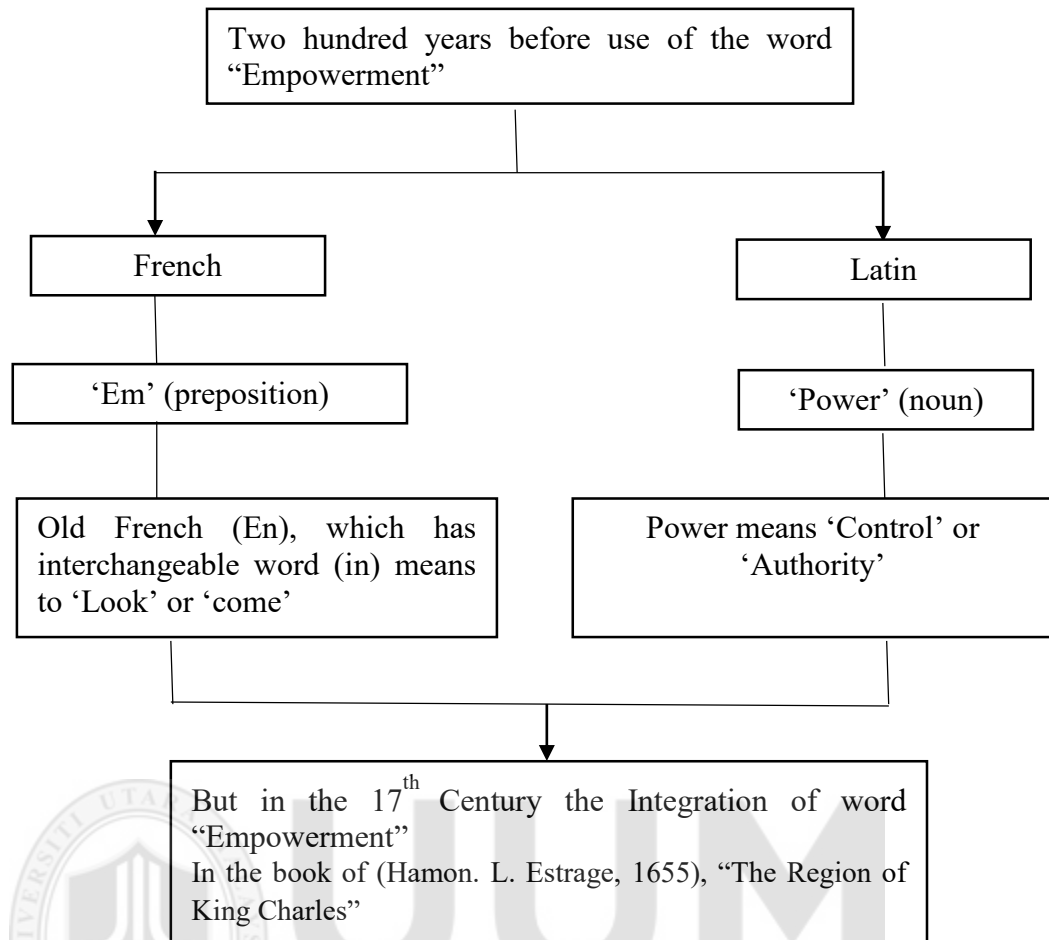 Two hundred years before use of the word
“Empowerment”
French
Latin
‘Em’ (preposition)
‘Power’ (noun)
Old French (En), which has
interchangeable word (in) means
to ‘Look’ or ‘come’
Power means ‘Control’ or
‘Authority’
But in the 17th Century the Integration of word
“Empowerment”
In the book of (Hamon. L. Estrage, 1655), “The Region of
King Charles”
UUM